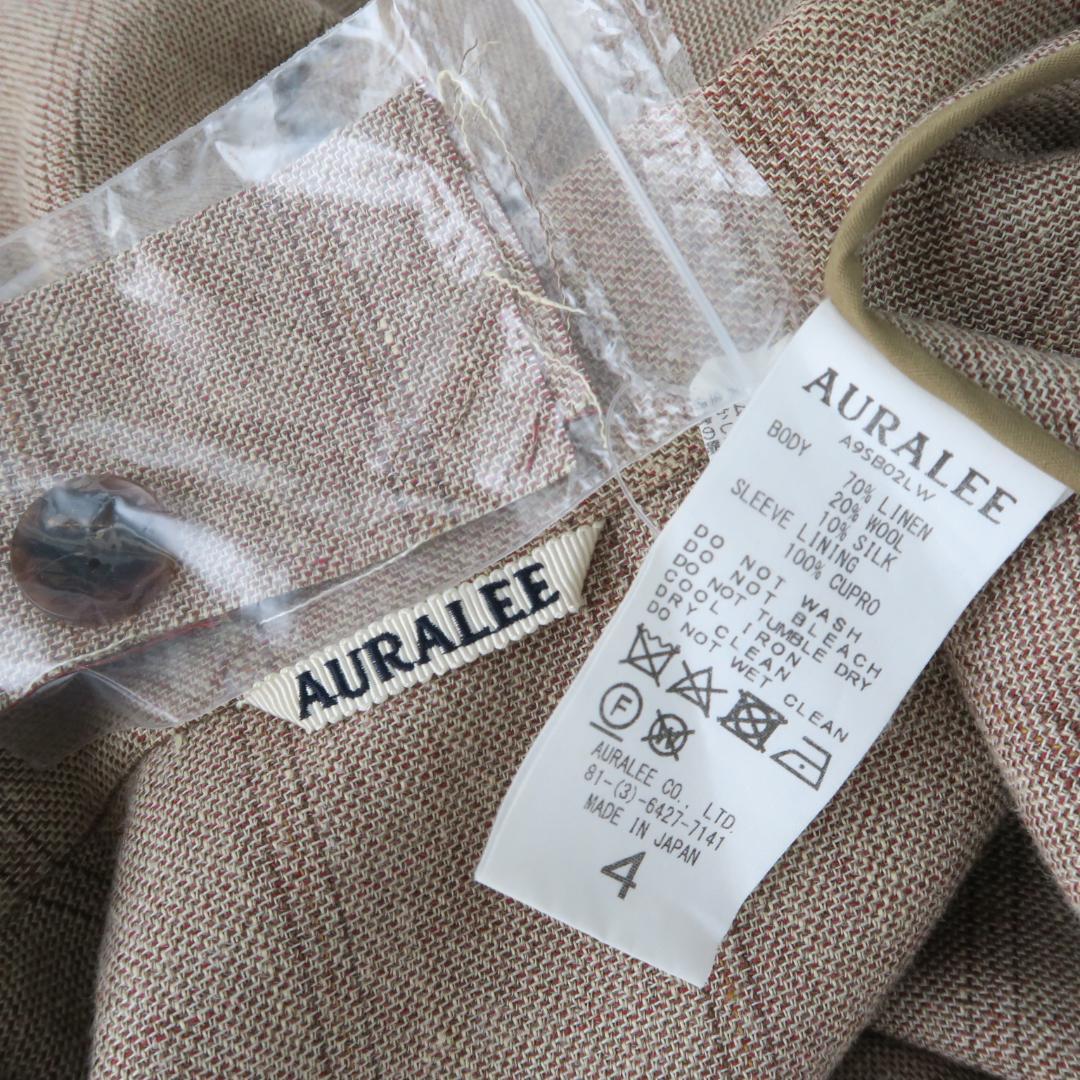 AURALEE
AURALEE
A9SB02LW
BODY
70% LINEN
20% WOOL
10% SILK
SLEEVE LINING
100% CUPRO
DO NOT WASH
DO NOT BLEACH
DO NOT TUMBLE DRY
COOL IRON
DRY CLEAN
DO NOT WET CLEAN
F
W
AURALEE CO., LTD.
81-(3)-6427-7141
MADE IN JAPAN
4